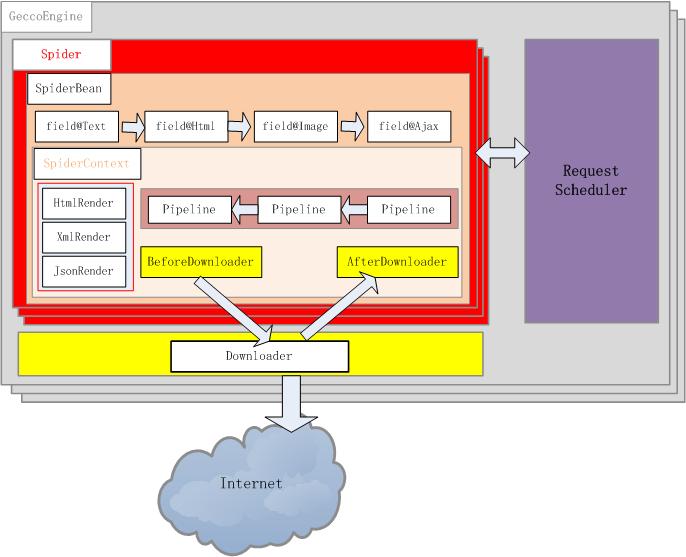 GeccoEngine
Spider
SpiderBean
field@Text
field@Html
field@Image
field@Ajax
SpiderContext
HtmlRender
XmlRender
JsonRender
Pipeline
Pipeline
Pipeline
BeforeDownloader
AfterDownloader
Request
Scheduler
Downloader
Internet